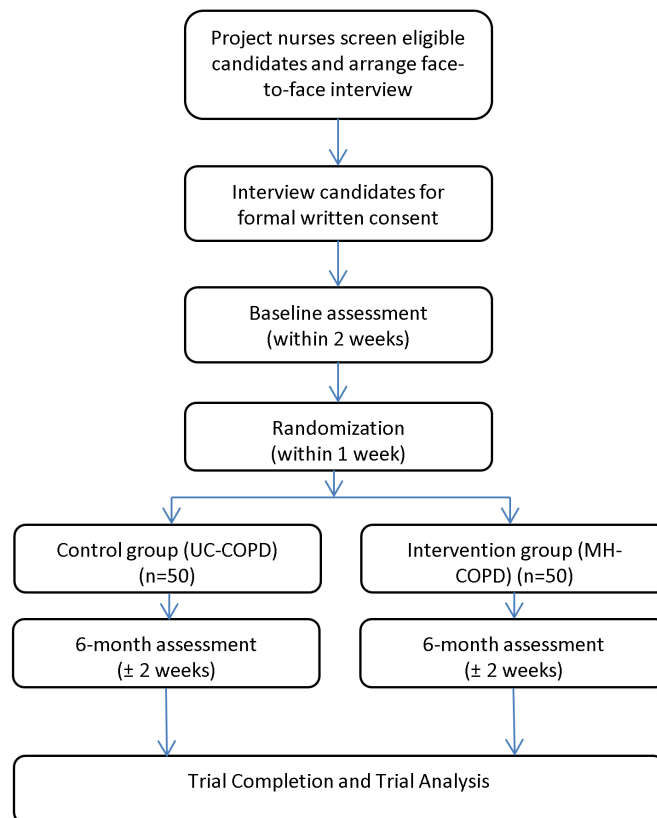 Project nurses screen eligible
candidates and arrange face-
to-face interview
Interview candidates for
formal written consent
Baseline assessment
(within 2 weeks)
Randomization
(within 1 week)
Control group (UC-COPD)
(n=50)
Intervention group (MH-
COPD) (n=50)
6-month assessment
(± 2 weeks)
6-month assessment
(± 2 weeks)
Trial Completion and Trial Analysis